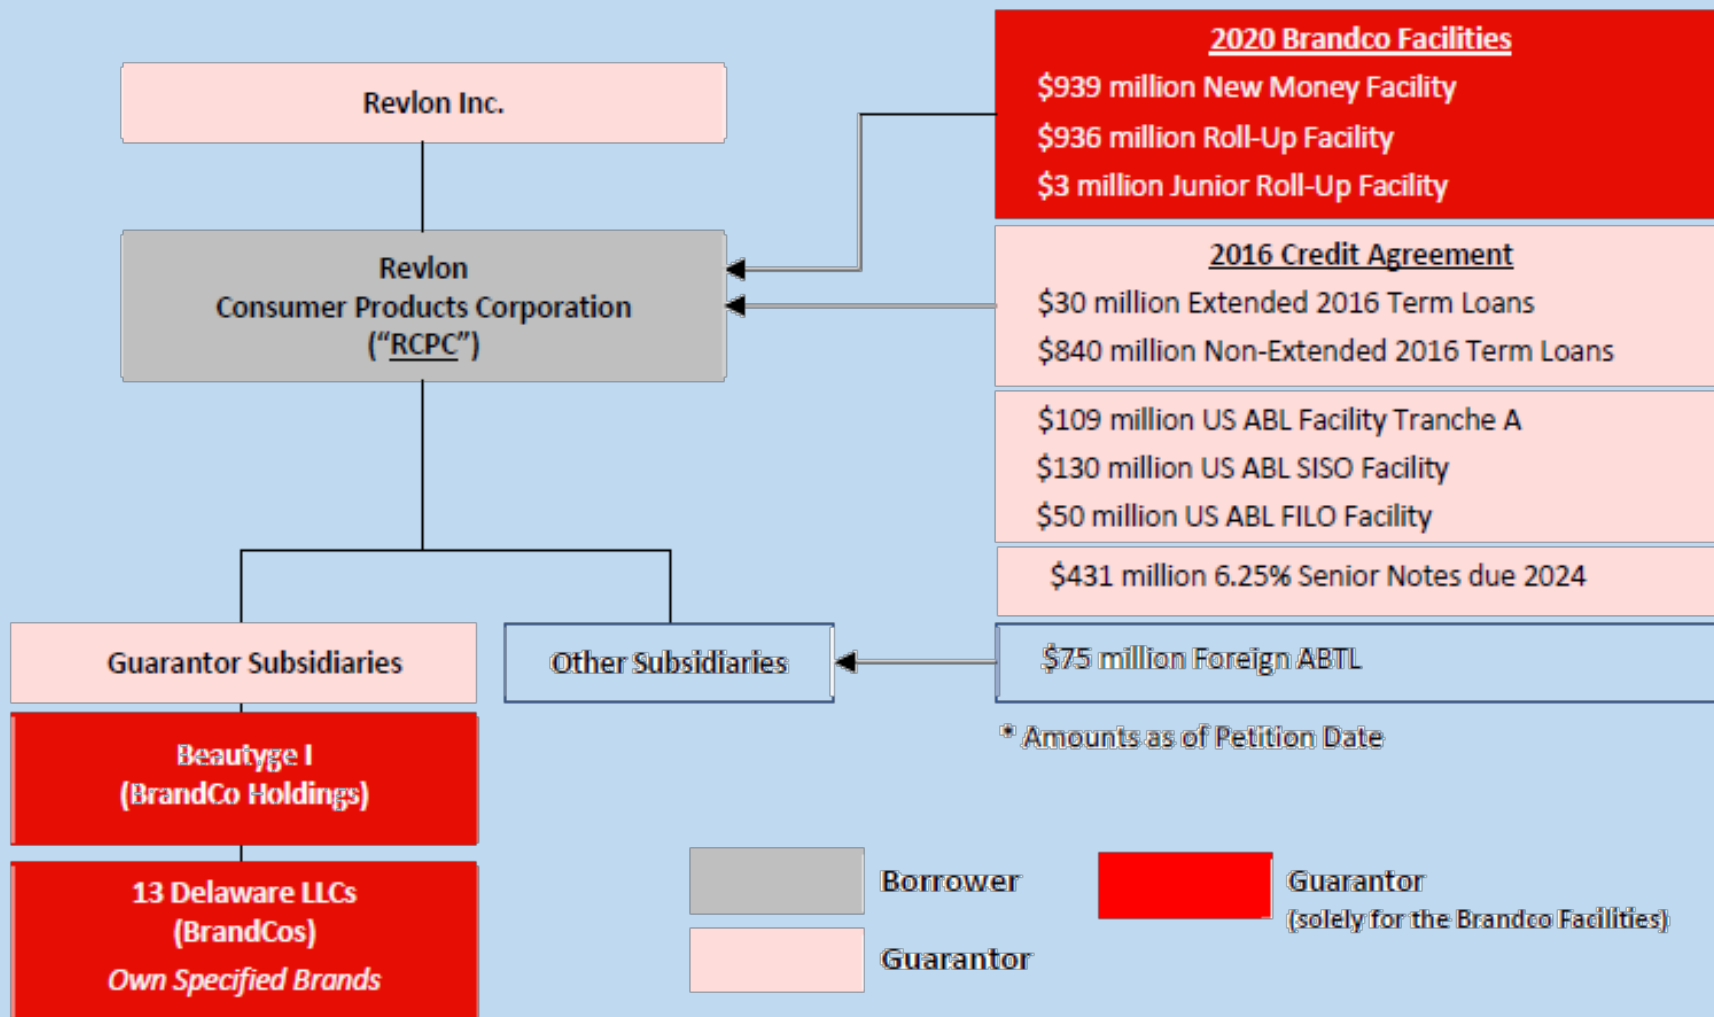 Revlon Inc.
Revlon
Consumer Products Corporation
(“RCPC”)
2020 Brandco Facilities
$939 million New Money Facility
$936 million Roll-Up Facility
$3 million Junior Roll-Up Facility
2016 Credit Agreement
$30 million Extended 2016 Term Loans
$840 million Non-Extended 2016 Term Loans
$109 million US ABL Facility Tranche A
$130 million US ABL SISO Facility
$50 million US ABL FILO Facility
$431 million 6.25% Senior Notes due 2024
Guarantor Subsidiaries
Other Subsidiaries
$75 million Foreign ABTL
* Amounts as of Petition Date
Beautyge I
(BrandCo Holdings)
13 Delaware LLCs
(BrandCos)
Own Specified Brands
Borrower
Guarantor
Guarantor
(solely for the Brandco Facilities)